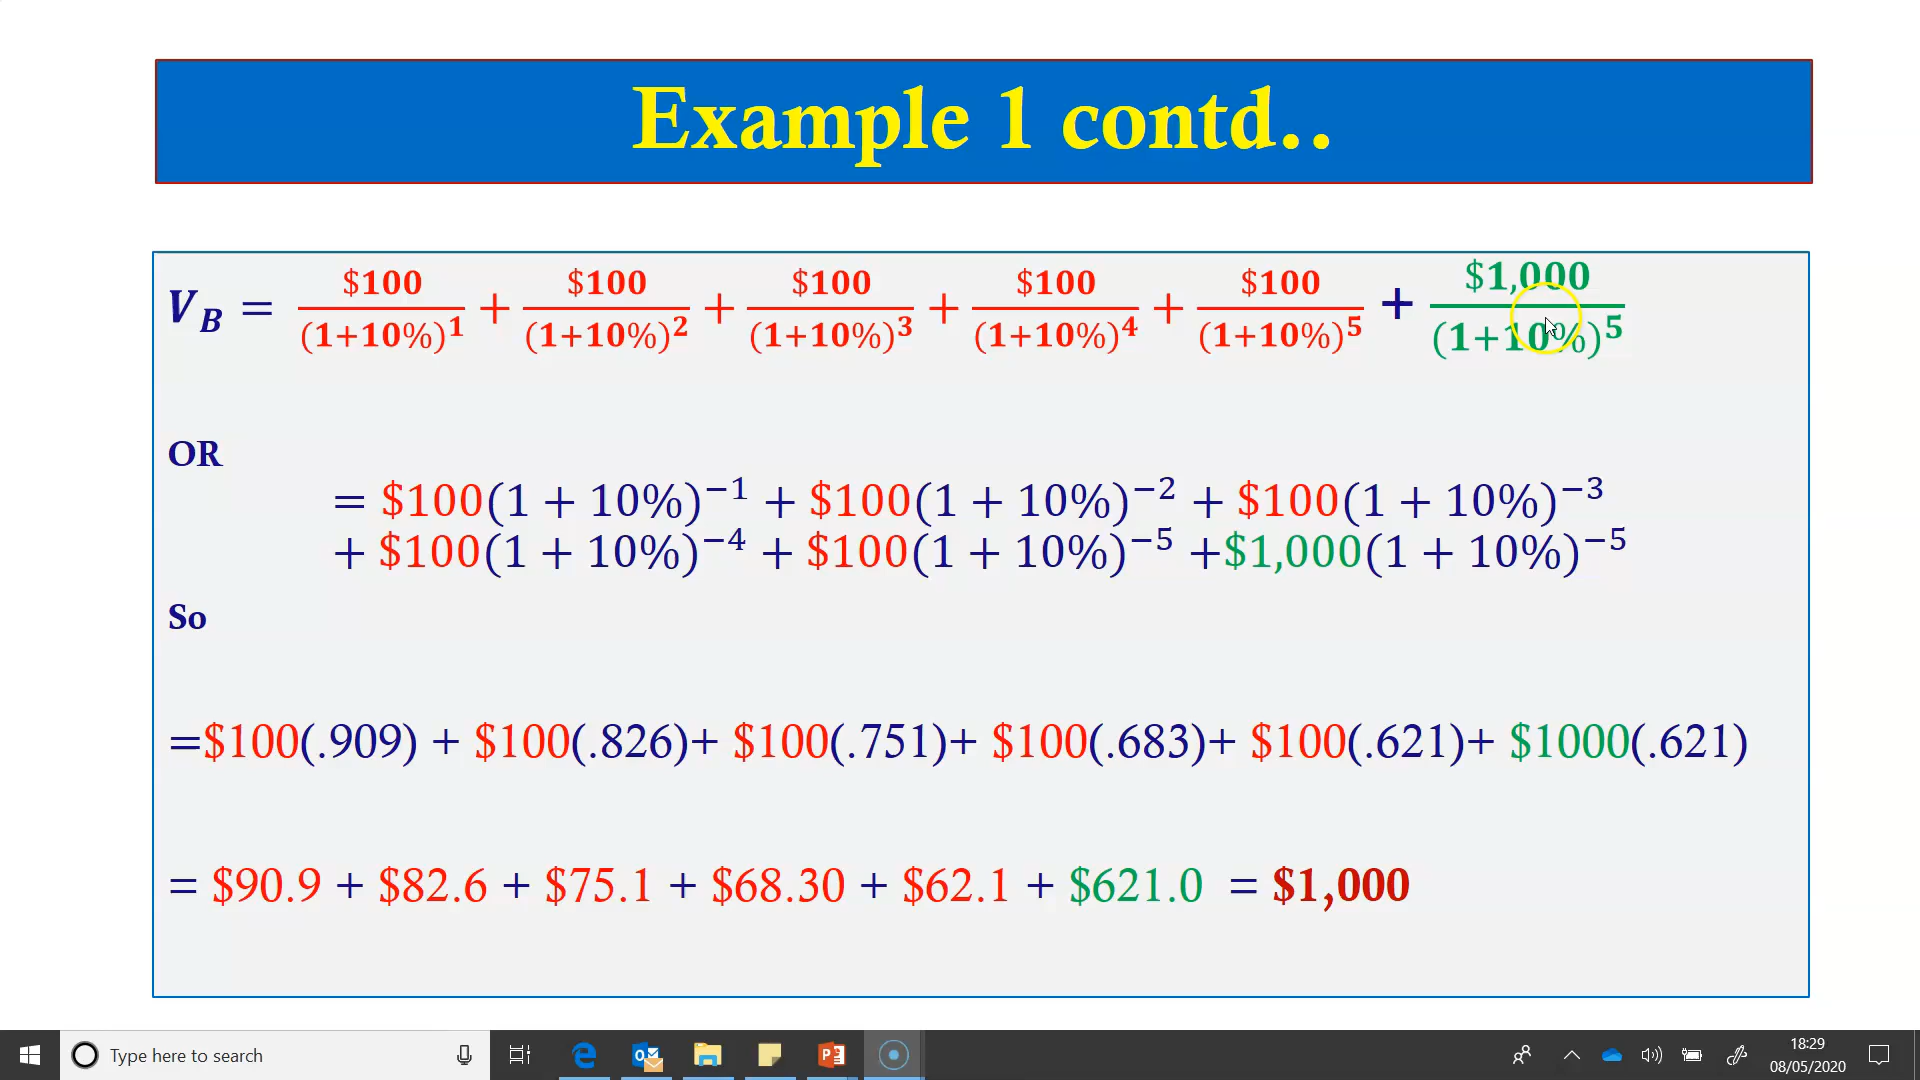 Example 1 contd..
V_B = $100/(1+10%)^1 + $100/(1+10%)^2 + $100/(1+10%)^3 + $100/(1+10%)^4 + $100/(1+10%)^5 + $1,000/(1+10%)^5
OR
= $100(1 + 10%)^−1 + $100(1 + 10%)^−2 + $100(1 + 10%)^−3
+ $100(1 + 10%)^−4 + $100(1 + 10%)^−5 +$1,000(1 + 10%)^−5
So
=$100(.909) + $100(.826)+ $100(.751)+ $100(.683)+ $100(.621)+ $1000(.621)
= $90.9 + $82.6 + $75.1 + $68.30 + $62.1 + $621.0 = $1,000
Type here to search
18:29
08/05/2020